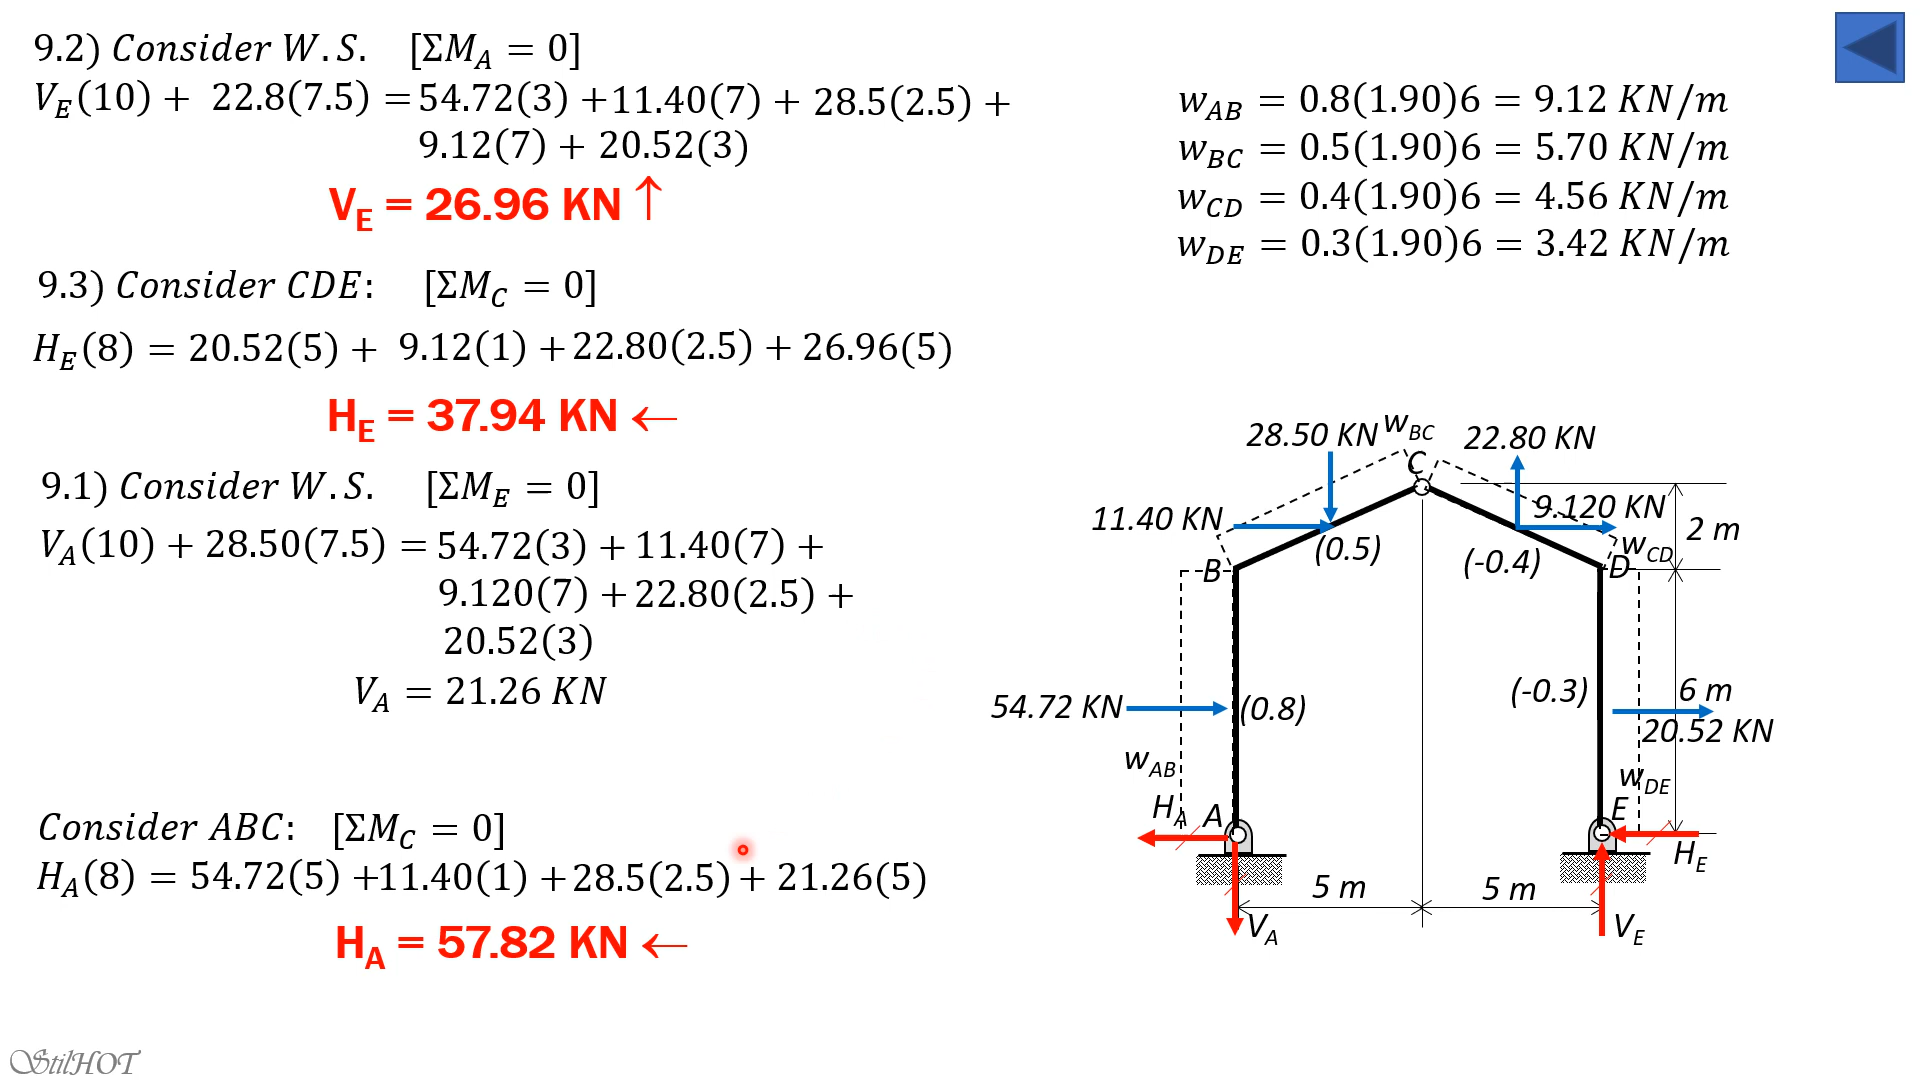 9.2) Consider W.S. [ΣM_A = 0]
V_E(10) + 22.8(7.5) = 54.72(3) + 11.40(7) + 28.5(2.5) +
9.12(7) + 20.52(3)
V_E = 26.96 KN ↑
9.3) Consider CDE: [ΣM_C = 0]
H_E(8) = 20.52(5) + 9.12(1) + 22.80(2.5) + 26.96(5)
H_E = 37.94 KN ←
9.1) Consider W.S. [ΣM_E = 0]
V_A(10) + 28.50(7.5) = 54.72(3) + 11.40(7) +
9.120(7) + 22.80(2.5) +
20.52(3)
V_A = 21.26 KN
Consider ABC: [ΣM_C = 0]
H_A(8) = 54.72(5) + 11.40(1) + 28.5(2.5) + 21.26(5)
H_A = 57.82 KN ←
w_AB = 0.8(1.90)6 = 9.12 KN/m
w_BC = 0.5(1.90)6 = 5.70 KN/m
w_CD = 0.4(1.90)6 = 4.56 KN/m
w_DE = 0.3(1.90)6 = 3.42 KN/m
28.50 KN
w_BC
22.80 KN
C
11.40 KN
9.120 KN
2 m
(0.5)
(-0.4)
w_CD
B
D
54.72 KN
(0.8)
(-0.3)
6 m
20.52 KN
w_AB
w_DE
H_A
A
E
H_E
5 m
5 m
V_A
V_E
StilHOT